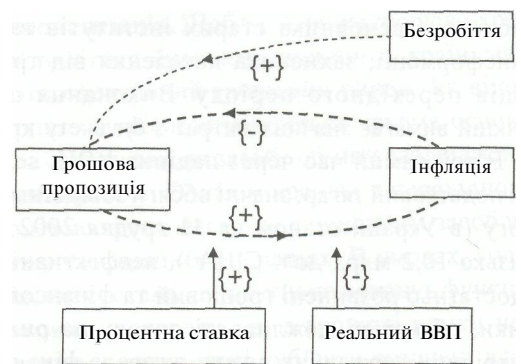 Безробіття
{+}
{-}
Грошова
пропозиція
Інфляція
{+}
{+}
{-}
Процентна ставка
Реальний ВВП